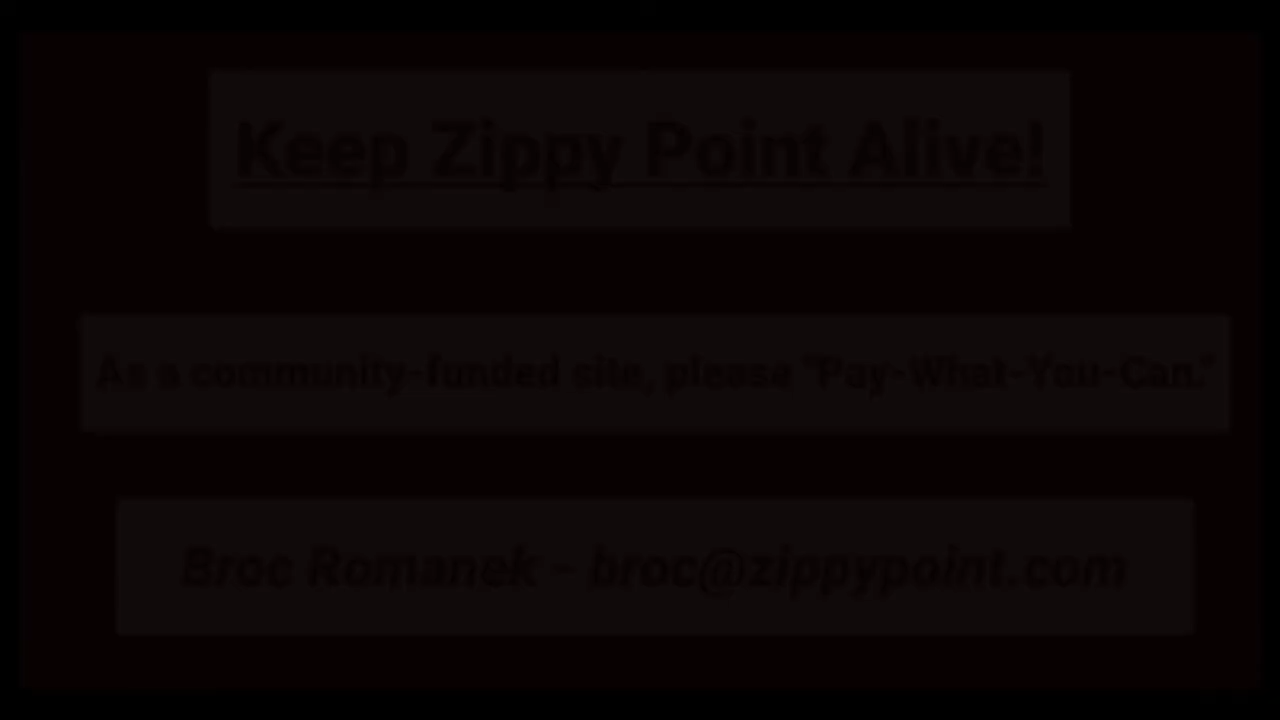 Keep Zippy Point Alive!
As a community-funded site, please "Pay-What-You-Can."
Broc Romanek - broc@zippypoint.com